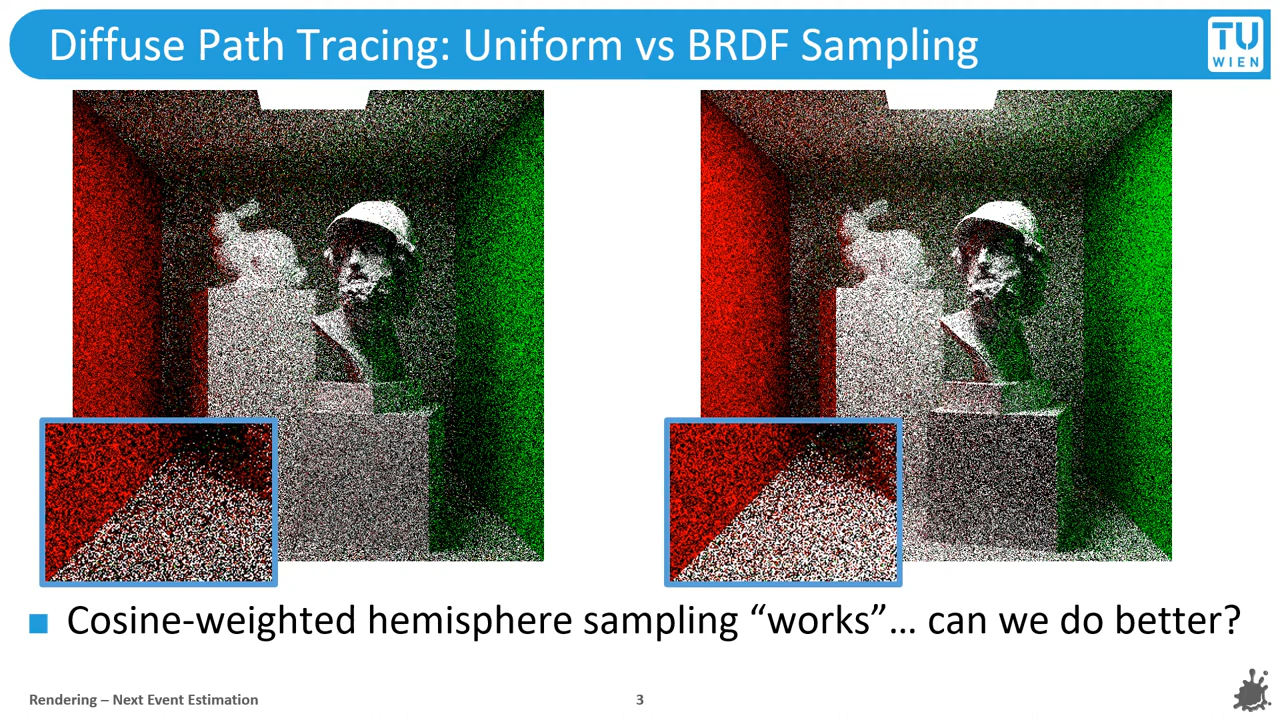 Diffuse Path Tracing: Uniform vs BRDF Sampling
TU
WIEN
Cosine-weighted hemisphere sampling “works”… can we do better?
Rendering – Next Event Estimation
3